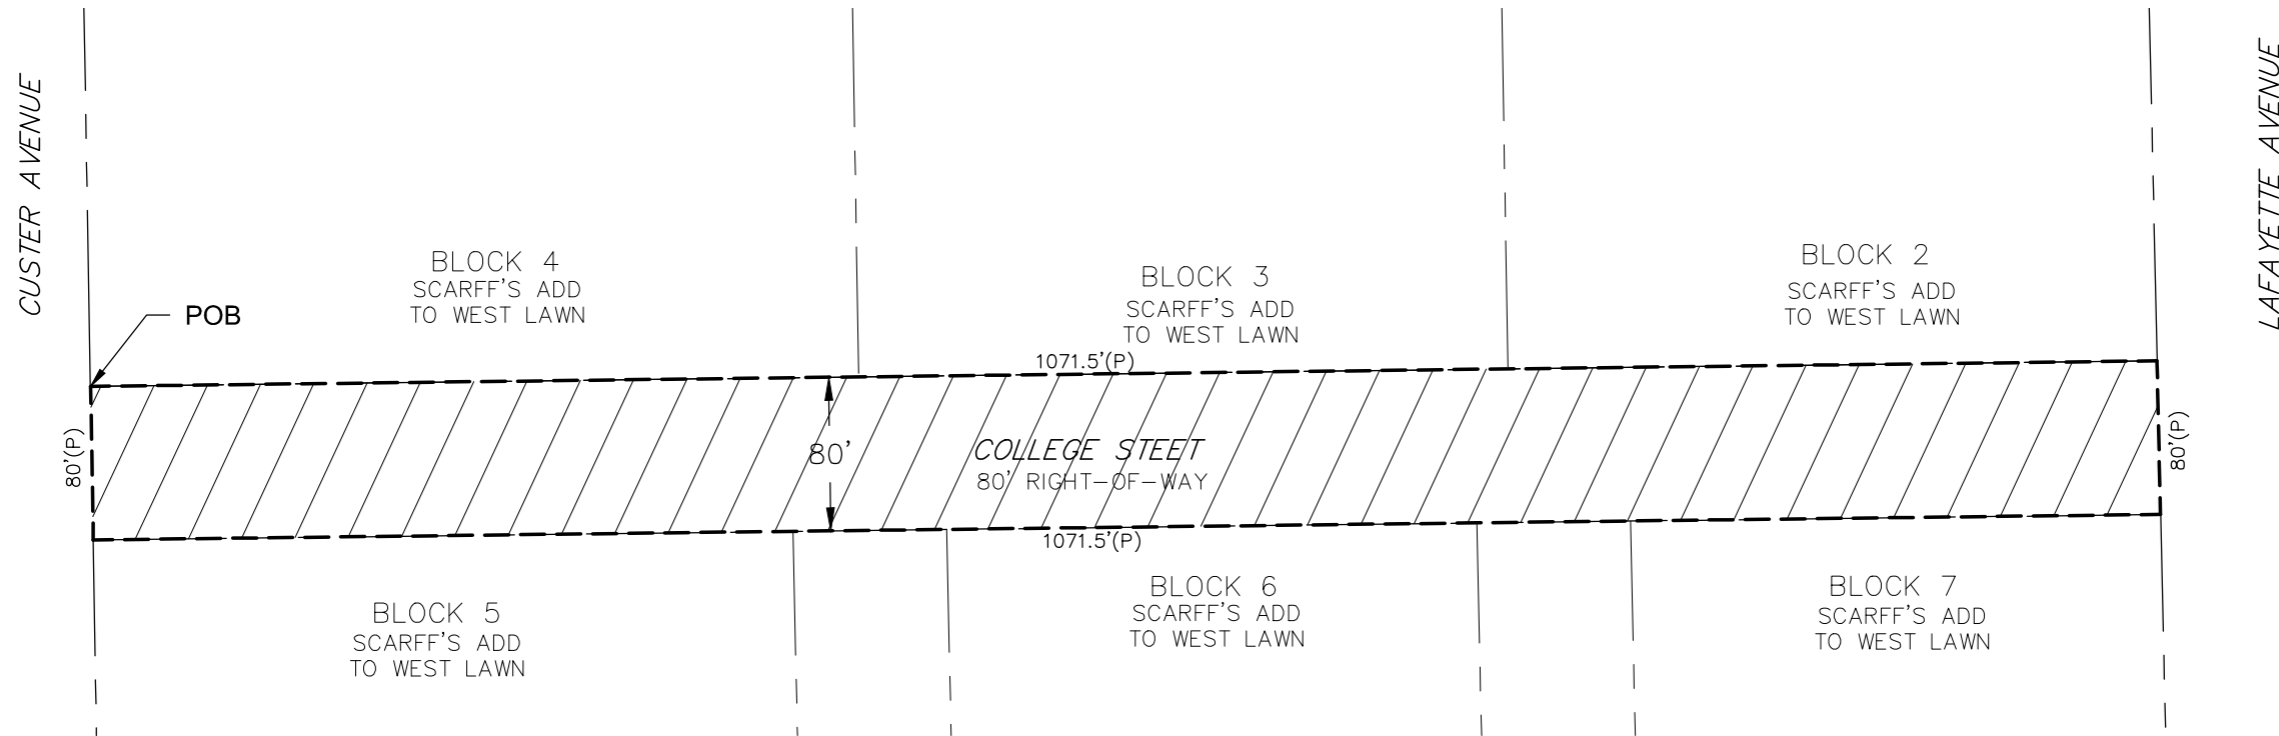 CUSTER AVENUE
LAFAYETTE AVENUE
BLOCK 4
SCARFF'S ADD
TO WEST LAWN
BLOCK 3
SCARFF'S ADD
TO WEST LAWN
BLOCK 2
SCARFF'S ADD
TO WEST LAWN
POB
1071.5'(P)
80'(P)
80'
COLLEGE STEET
80' RIGHT-OF-WAY
80'(P)
1071.5'(P)
BLOCK 5
SCARFF'S ADD
TO WEST LAWN
BLOCK 6
SCARFF'S ADD
TO WEST LAWN
BLOCK 7
SCARFF'S ADD
TO WEST LAWN